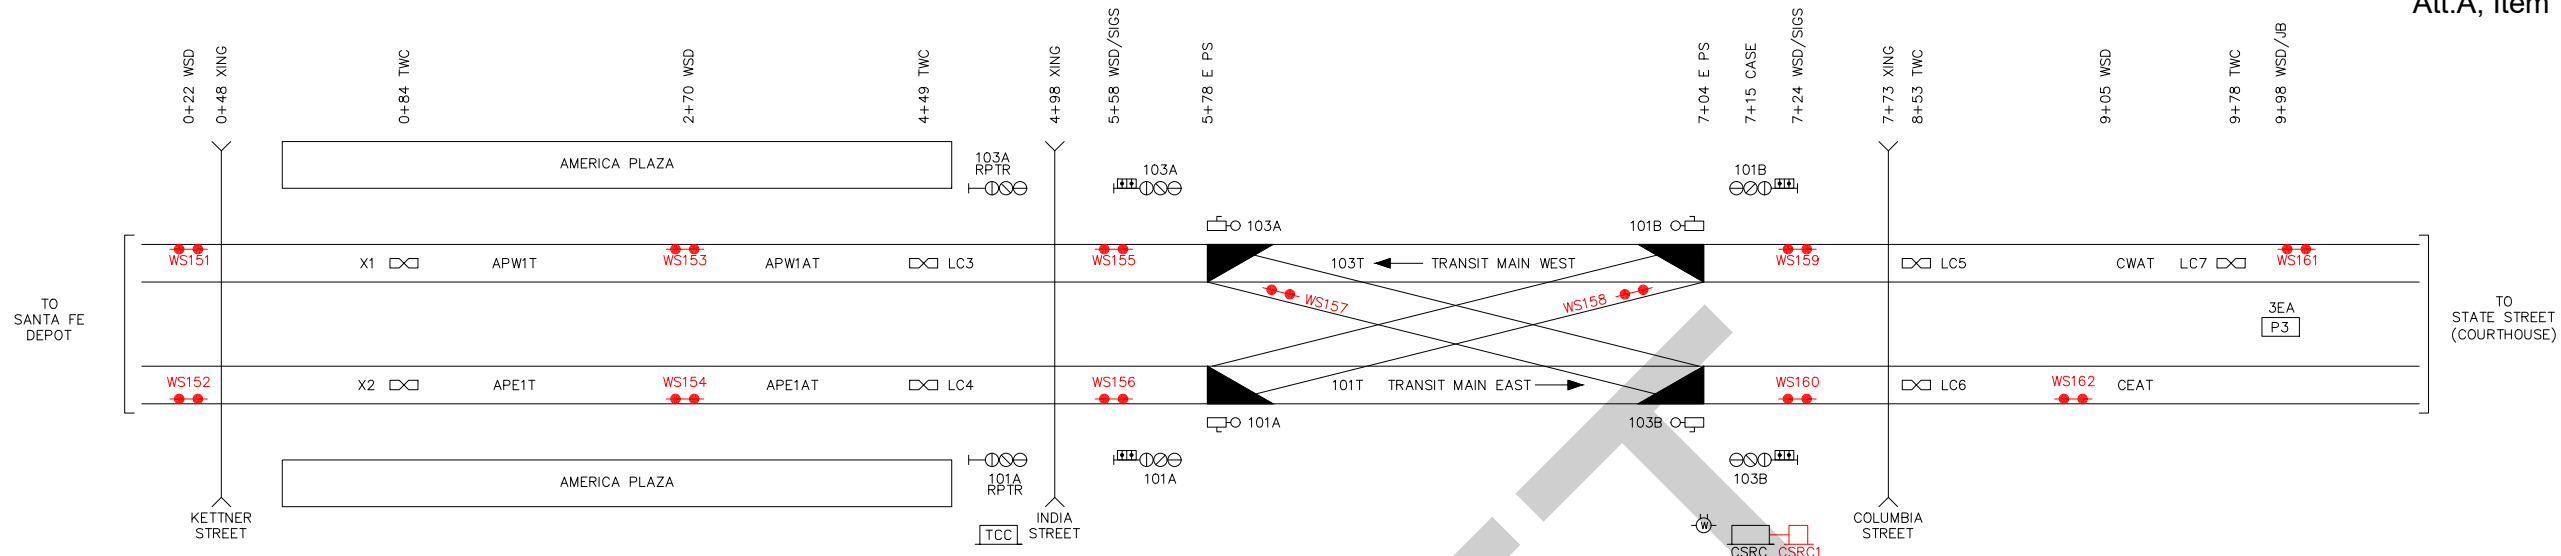 Att.A, Item
0+22 WSD
0+48 XING
0+84 TWC
2+70 WSD
4+49 TWC
4+98 XING
5+58 WSD/SIGS
5+78 E PS
7+04 E PS
7+15 CASE
7+24 WSD/SIGS
7+73 XING
8+53 TWC
9+05 WSD
9+78 TWC
9+98 WSD/JB
AMERICA PLAZA
103A
RPTR
103A
101B
103A
101B
WS151
X1
APW1T
WS153
APW1AT
LC3
WS155
103T
TRANSIT MAIN WEST
WS159
LC5
CWAT
LC7
WS161
WS157
WS158
TO
SANTA FE
DEPOT
3EA
P3
TO
STATE STREET
(COURTHOUSE)
WS152
X2
APE1T
WS154
APE1AT
LC4
WS156
101T
TRANSIT MAIN EAST
WS160
LC6
WS162
CEAT
101A
103B
AMERICA PLAZA
101A
RPTR
101A
103B
KETTNER
STREET
TCC
INDIA
STREET
W
CSRC
CSRC1
COLUMBIA
STREET